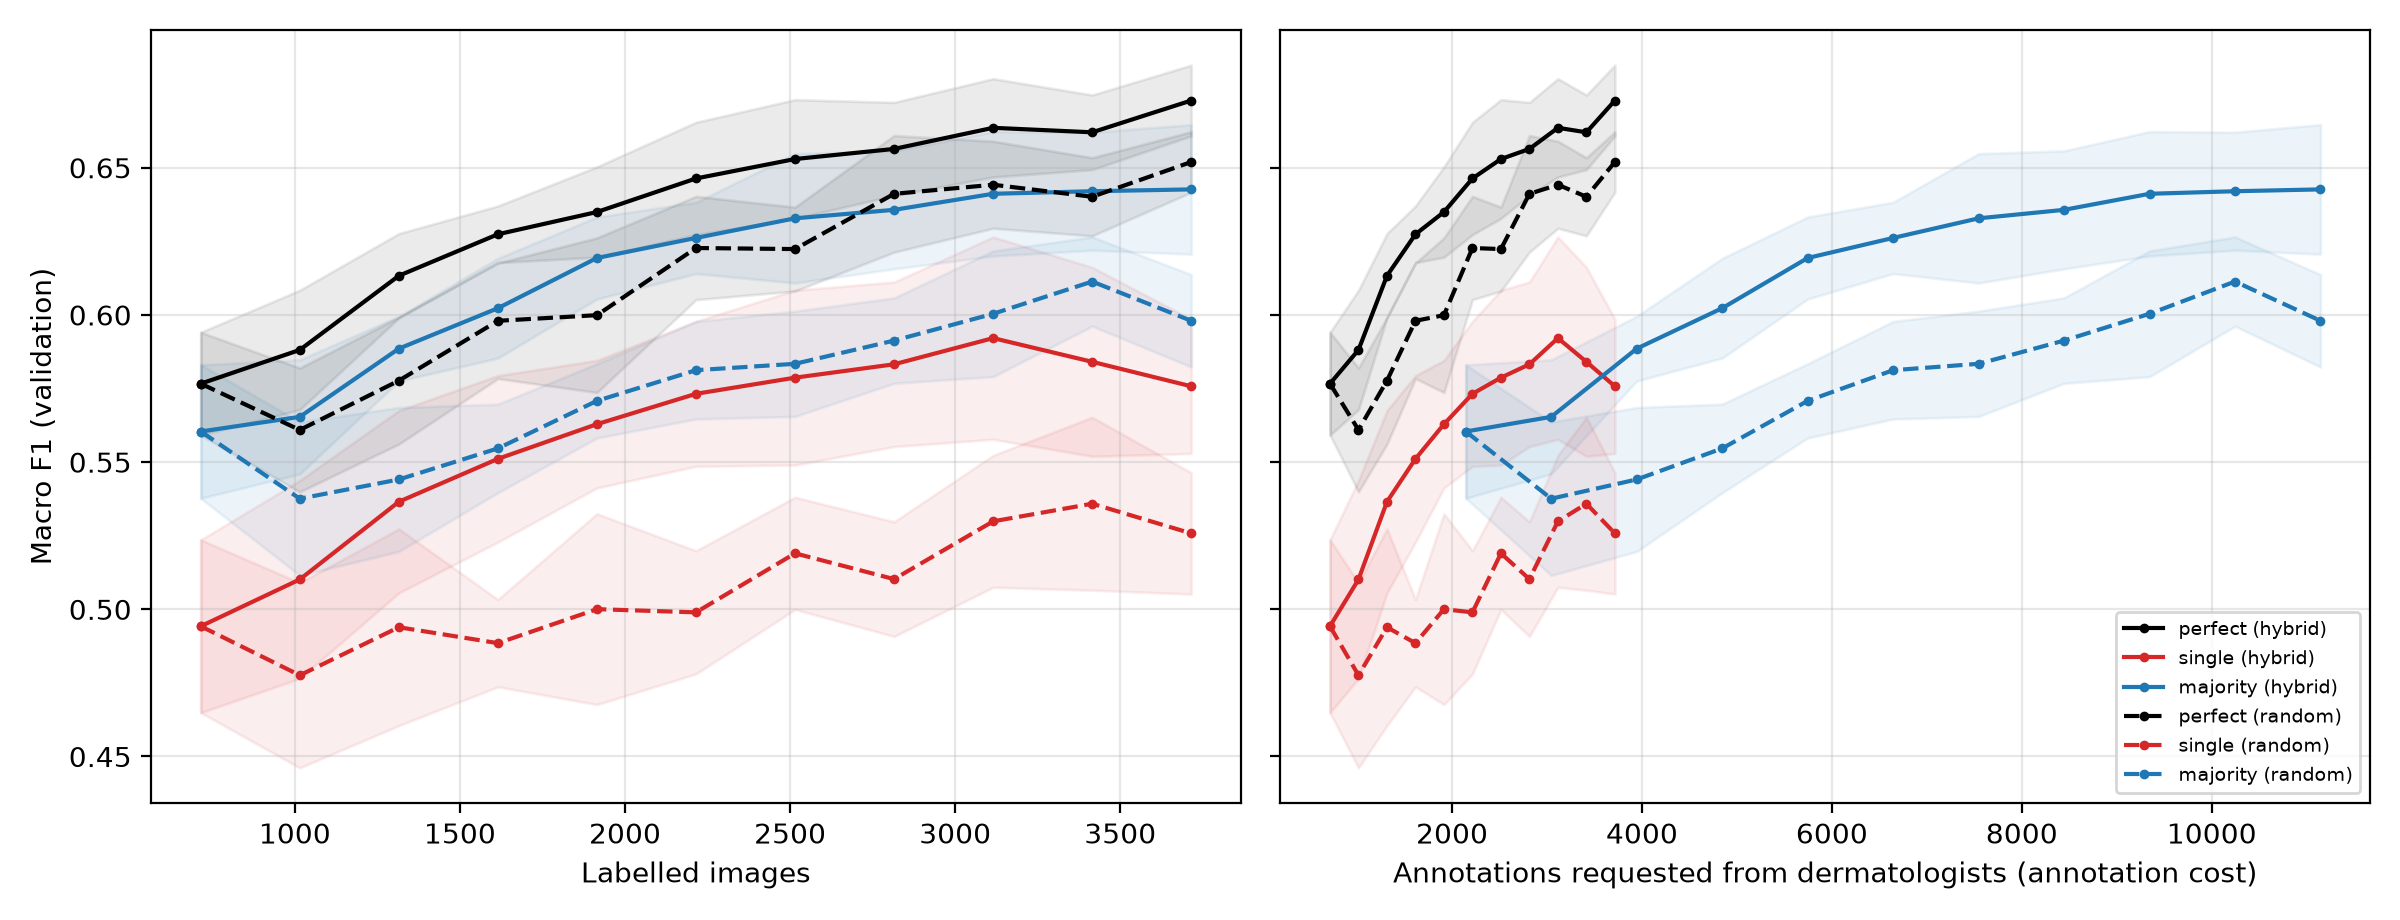 Macro F1 (validation)
0.65
0.60
0.55
0.50
0.45
1000 1500 2000 2500 3000 3500
Labelled images
2000 4000 6000 8000 10000
Annotations requested from dermatologists (annotation cost)
perfect (hybrid)
single (hybrid)
majority (hybrid)
perfect (random)
single (random)
majority (random)